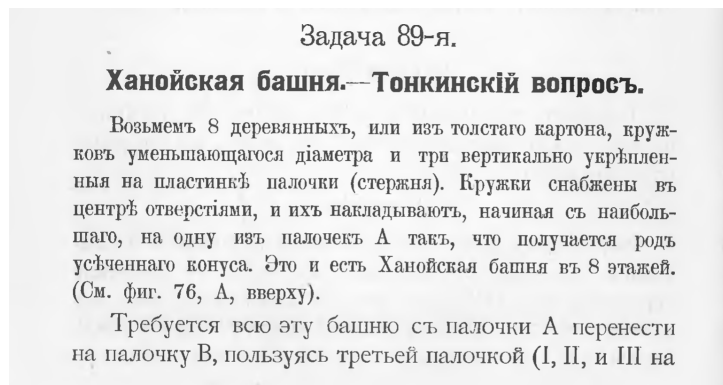 Задача 89-я.
Ханойская башня.—Тонкинскій вопросъ.
Возьмемъ 8 деревянныхъ, или изъ толстаго картона, круж-
ковъ уменьшающагося діаметра и три вертикально укрѣплен-
ныя на пластинкѣ палочки (стержня). Кружки снабжены въ
центрѣ отверстіями, и ихъ накладываютъ, начиная съ наиболь-
шаго, на одну изъ палочекъ А такъ, что получается родъ
усѣченнаго конуса. Это и есть Ханойская башня въ 8 этажей.
(См. фиг. 76, А, вверху).
Требуется всю эту башню съ палочки А перенести
на палочку В, пользуясь третьей палочкой (I, II, и III на